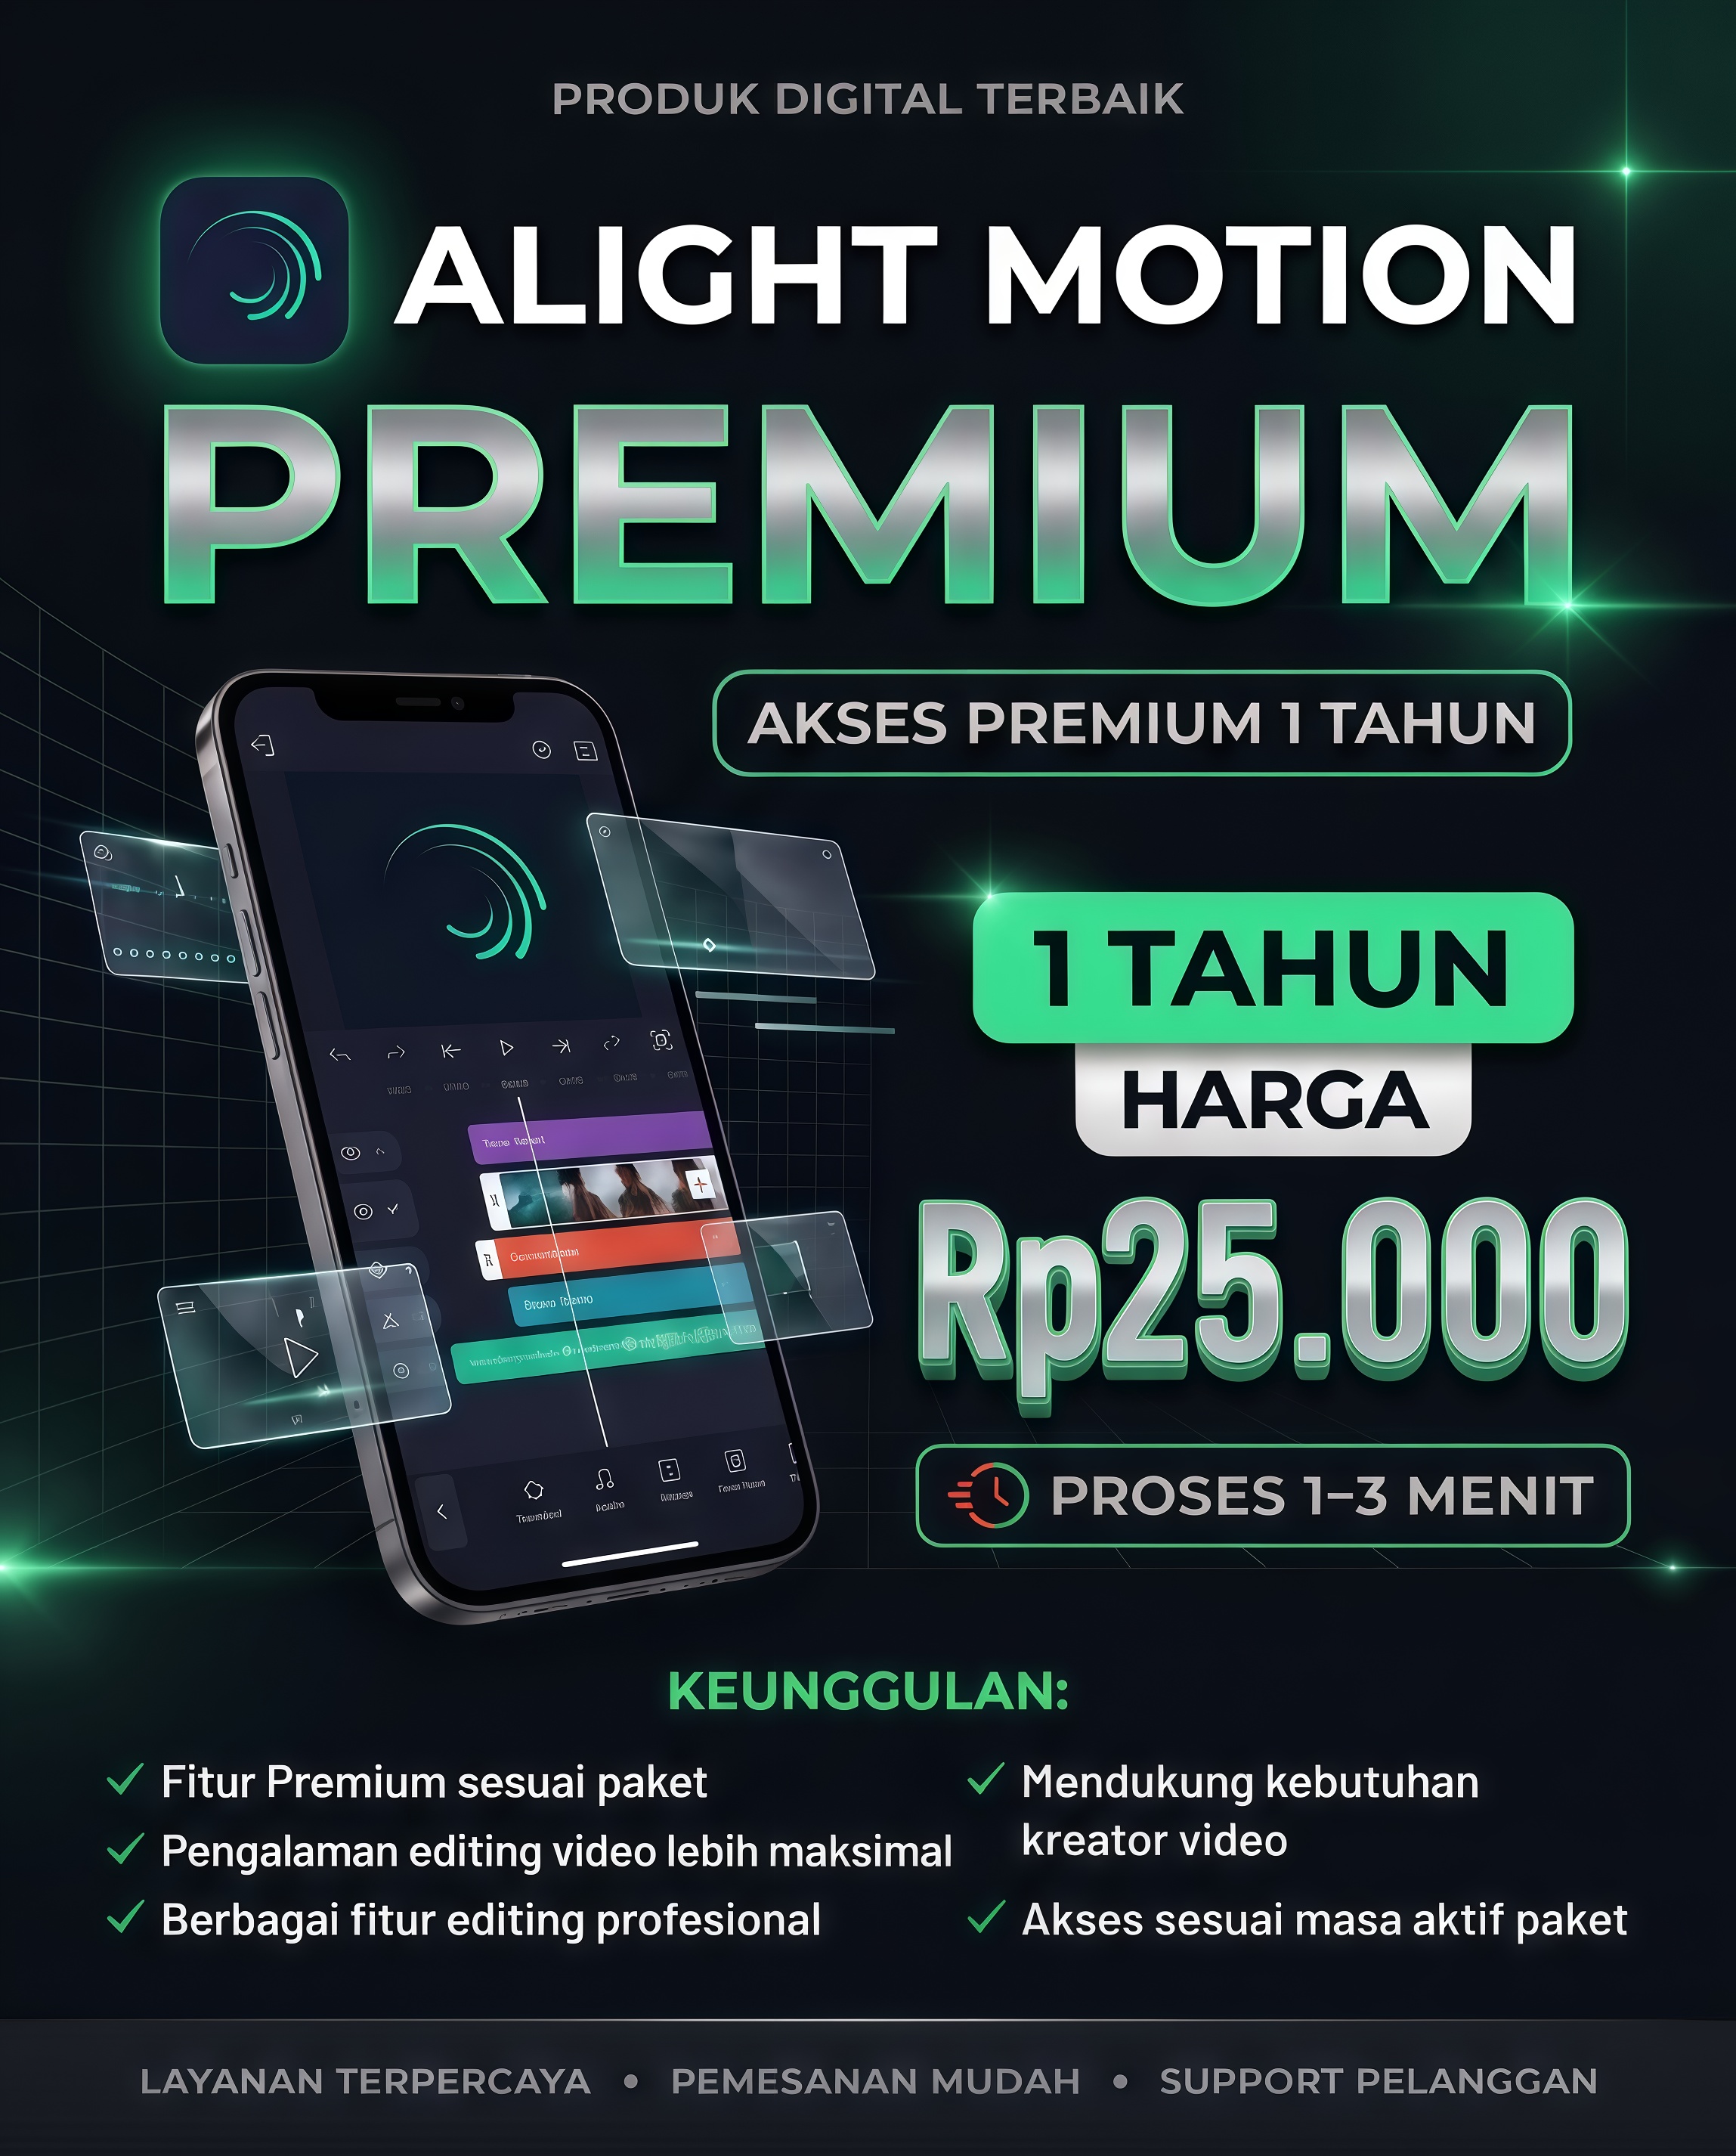 PRODUK DIGITAL TERBAIK
ALIGHT MOTION
PREMIUM
AKSES PREMIUM 1 TAHUN
1 TAHUN
HARGA
Rp25.000
PROSES 1–3 MENIT
KEUNGGULAN:
Fitur Premium sesuai paket
Pengalaman editing video lebih maksimal
Berbagai fitur editing profesional
Mendukung kebutuhan
kreator video
Akses sesuai masa aktif paket
LAYANAN TERPERCAYA • PEMESANAN MUDAH • SUPPORT PELANGGAN